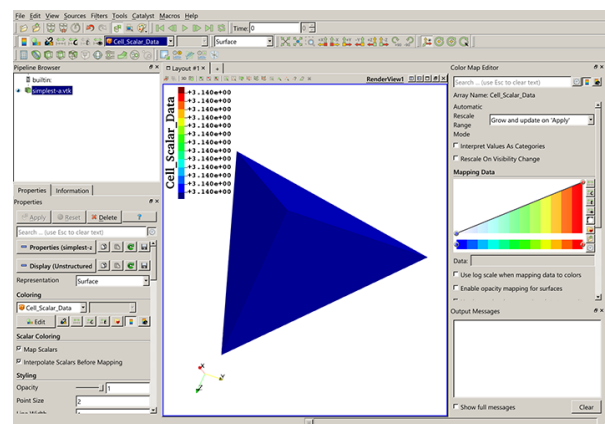 File Edit View Sources Filters Tools Catalyst Macros Help
Time: 0
Cell_Scalar_Data
Surface
Pipeline Browser
builtin:
simplest-a.vtk
Properties Information
Properties
Apply Reset Delete ?
Search ... (use Esc to clear text)
Properties (simplest-a
Display (Unstructured
Representation Surface
Coloring
Cell_Scalar_Data
Edit
Scalar Coloring
Map Scalars
Interpolate Scalars Before Mapping
Styling
Opacity 1
Point Size 2
Line Width
Layout #1
RenderView1
Cell_Scalar_Data
+3.140e+00
+3.140e+00
+3.140e+00
+3.140e+00
+3.140e+00
+3.140e+00
+3.140e+00
+3.140e+00
+3.140e+00
+3.140e+00
+3.140e+00
X
Y
Z
Color Map Editor
Search ... (use Esc to clear text)
Array Name: Cell_Scalar_Data
Automatic
Rescale
Range
Mode
Grow and update on 'Apply'
Interpret Values As Categories
Rescale On Visibility Change
Mapping Data
Data:
Use log scale when mapping data to colors
Enable opacity mapping for surfaces
Output Messages
Show full messages
Clear